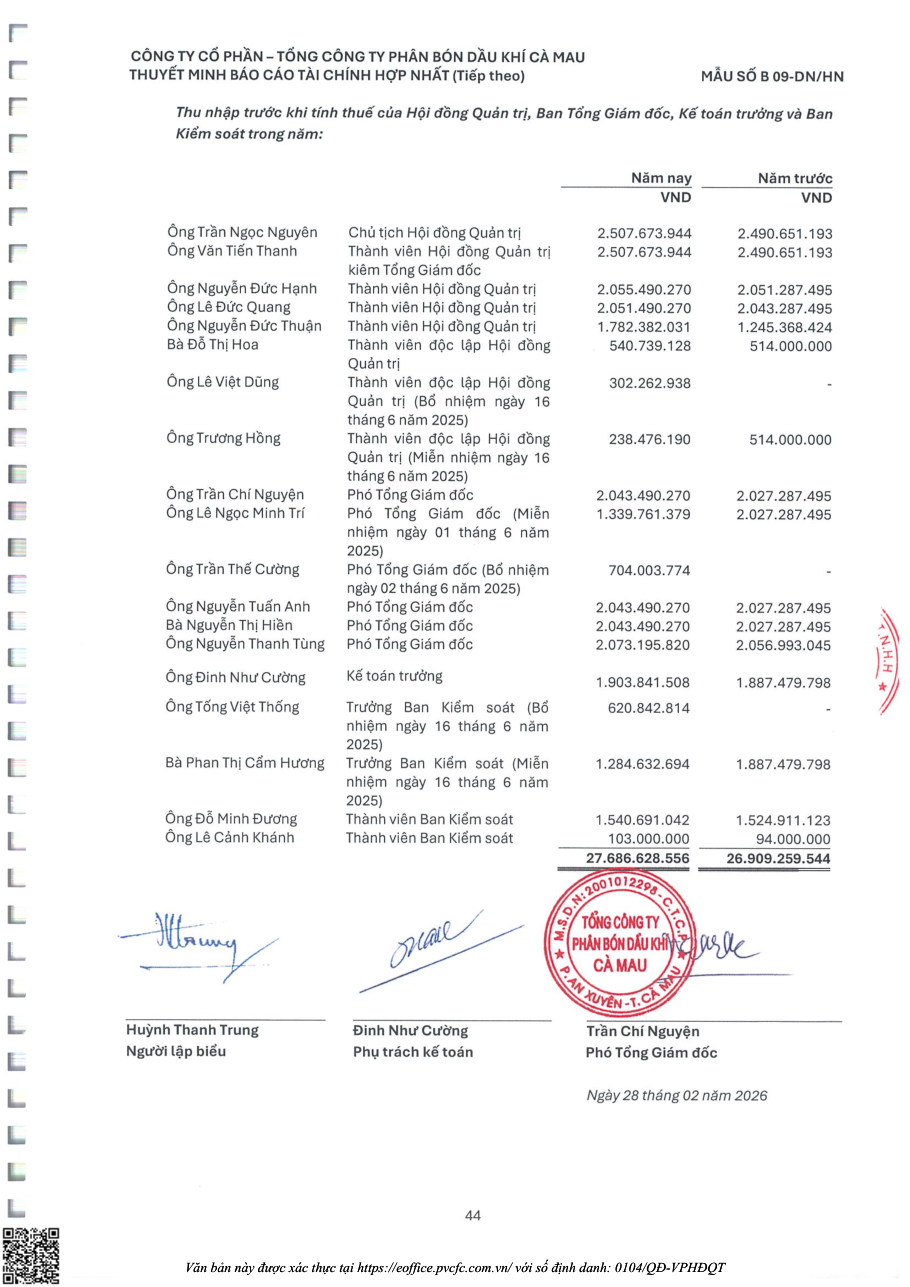 CÔNG TY CỔ PHẦN – TỔNG CÔNG TY PHÂN BÓN DẦU KHÍ CÀ MAU
THUYẾT MINH BÁO CÁO TÀI CHÍNH HỢP NHẤT (Tiếp theo) MẪU SỐ B 09-DN/HN
Thu nhập trước khi tính thuế của Hội đồng Quản trị, Ban Tổng Giám đốc, Kế toán trưởng và Ban
Kiểm soát trong năm:
Năm nay Năm trước
VND VND
Ông Trần Ngọc Nguyên Chủ tịch Hội đồng Quản trị 2.507.673.944 2.490.651.193
Ông Văn Tiến Thanh Thành viên Hội đồng Quản trị 2.507.673.944 2.490.651.193
kiêm Tổng Giám đốc
Ông Nguyễn Đức Hạnh Thành viên Hội đồng Quản trị 2.055.490.270 2.051.287.495
Ông Lê Đức Quang Thành viên Hội đồng Quản trị 2.051.490.270 2.043.287.495
Ông Nguyễn Đức Thuận Thành viên Hội đồng Quản trị 1.782.382.031 1.245.368.424
Bà Đỗ Thị Hoa Thành viên độc lập Hội đồng 540.739.128 514.000.000
Quản trị
Ông Lê Việt Dũng Thành viên độc lập Hội đồng 302.262.938 -
Quản trị (Bổ nhiệm ngày 16
tháng 6 năm 2025)
Ông Trương Hồng Thành viên độc lập Hội đồng 238.476.190 514.000.000
Quản trị (Miễn nhiệm ngày 16
tháng 6 năm 2025)
Ông Trần Chí Nguyện Phó Tổng Giám đốc 2.043.490.270 2.027.287.495
Ông Lê Ngọc Minh Trí Phó Tổng Giám đốc (Miễn 1.339.761.379 2.027.287.495
nhiệm ngày 01 tháng 6 năm
2025)
Ông Trần Thế Cường Phó Tổng Giám đốc (Bổ nhiệm 704.003.774 -
ngày 02 tháng 6 năm 2025)
Ông Nguyễn Tuấn Anh Phó Tổng Giám đốc 2.043.490.270 2.027.287.495
Bà Nguyễn Thị Hiền Phó Tổng Giám đốc 2.043.490.270 2.027.287.495
Ông Nguyễn Thanh Tùng Phó Tổng Giám đốc 2.073.195.820 2.056.993.045
Ông Đinh Như Cường Kế toán trưởng 1.903.841.508 1.887.479.798
Ông Tống Việt Thống Trưởng Ban Kiểm soát (Bổ 620.842.814 -
nhiệm ngày 16 tháng 6 năm
2025)
Bà Phan Thị Cẩm Hương Trưởng Ban Kiểm soát (Miễn 1.284.632.694 1.887.479.798
nhiệm ngày 16 tháng 6 năm
2025)
Ông Đỗ Minh Đương Thành viên Ban Kiểm soát 1.540.691.042 1.524.911.123
Ông Lê Cảnh Khánh Thành viên Ban Kiểm soát 103.000.000 94.000.000
27.686.628.556 26.909.259.544
T.N.H.H
M.S.D.N:2001012298-C.T.C.P
TỔNG CÔNG TY
PHÂN BÓN DẦU KHÍ
CÀ MAU
P.AN XUYÊN-T.CÀ MAU
Huỳnh Thanh Trung Đinh Như Cường Trần Chí Nguyện
Người lập biểu Phụ trách kế toán Phó Tổng Giám đốc
Ngày 28 tháng 02 năm 2026
44
Văn bản này được xác thực tại https://eoffice.pvcfc.com.vn/ với số định danh: 0104/QĐ-VPHĐQT